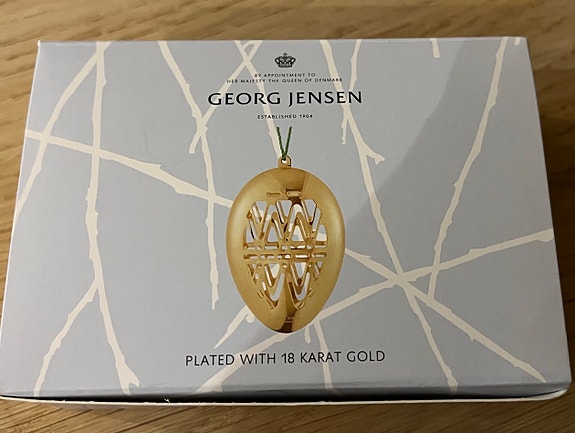 BY APPOINTMENT TO
HER MAJESTY THE QUEEN OF DENMARK
GEORG JENSEN
ESTABLISHED 1904
PLATED WITH 18 KARAT GOLD